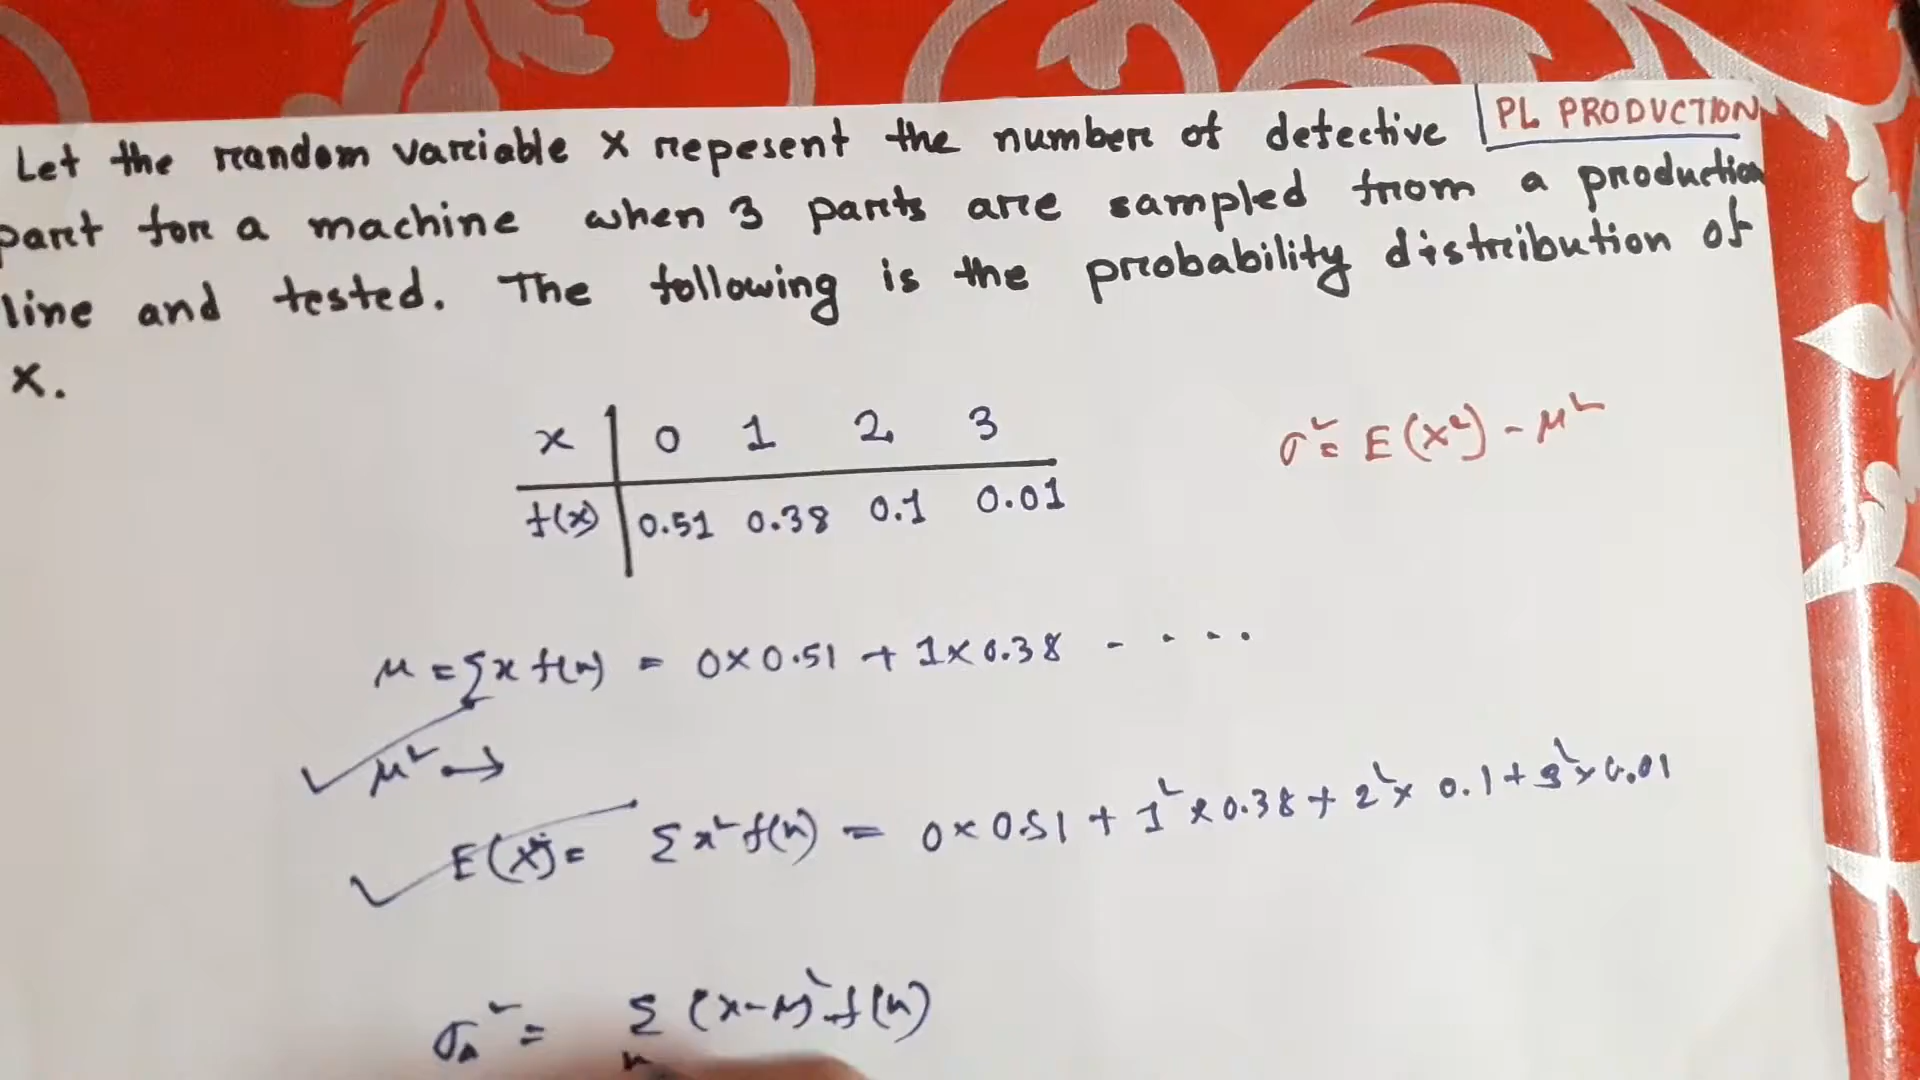 Let the random variable X repesent the number of defective PL PRODUCTION
part for a machine when 3 parts are sampled from a production
line and tested. The following is the probability distribution of
X.
x 0 1 2 3
f(x) 0.51 0.38 0.1 0.01
σ² = E(X²) - μ²
μ = Σx f(x) = 0×0.51 + 1×0.38 - ....
μ² →
E(X²) = Σx² f(x) = 0×0.51 + 1²×0.38 + 2²× 0.1 + 3²×0.01
σ² = Σ (x-μ)² f(x)